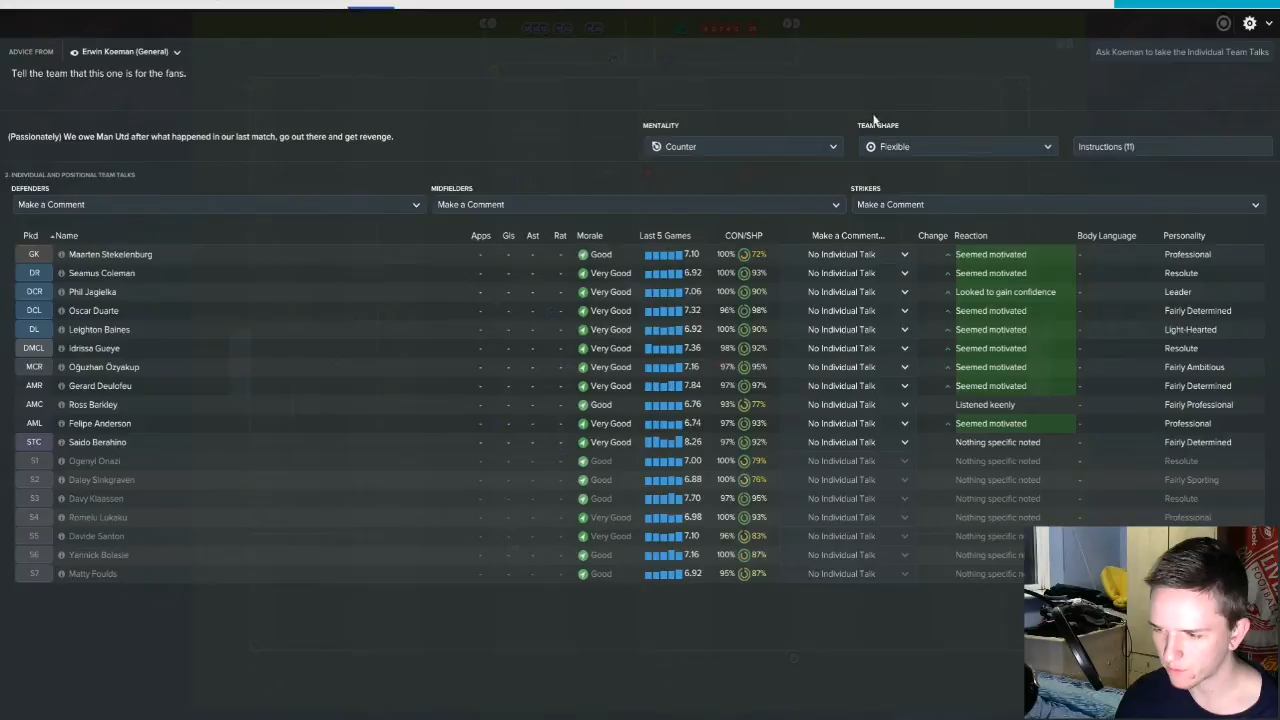 ADVICE FROM Erwin Koeman (General) Ask Koeman to take the Individual Team Talks
Tell the team that this one is for the fans.
MENTALITY TEAM SHAPE
(Passionately) We owe Man Utd after what happened in our last match, go out there and get revenge.
Counter Flexible Instructions (11)
2. INDIVIDUAL AND POSITIONAL TEAM TALKS
DEFENDERS MIDFIELDERS STRIKERS
Make a Comment Make a Comment Make a Comment
Pkd Name Apps Gls Ast Rat Morale Last 5 Games CON/SHP Make a Comment... Change Reaction Body Language Personality
GK Maarten Stekelenburg - - - - Good 7.10 100% 72% No Individual Talk Seemed motivated - Professional
DR Seamus Coleman - - - - Very Good 6.92 100% 93% No Individual Talk Seemed motivated - Resolute
DCR Phil Jagielka - - - - Very Good 7.06 100% 90% No Individual Talk Looked to gain confidence - Leader
DCL Oscar Duarte - - - - Very Good 7.32 96% 98% No Individual Talk Seemed motivated - Fairly Determined
DL Leighton Baines - - - - Very Good 6.92 100% 90% No Individual Talk Seemed motivated - Light-Hearted
DMCL Idrissa Gueye - - - - Very Good 7.36 98% 92% No Individual Talk Seemed motivated - Resolute
MCR Oğuzhan Özyakup - - - - Very Good 7.16 97% 95% No Individual Talk Seemed motivated - Fairly Ambitious
AMR Gerard Deulofeu - - - - Very Good 7.84 97% 97% No Individual Talk Seemed motivated - Fairly Determined
AMC Ross Barkley - - - - Good 6.76 93% 77% No Individual Talk Listened keenly - Fairly Professional
AML Felipe Anderson - - - - Very Good 6.74 97% 93% No Individual Talk Seemed motivated - Professional
STC Saido Berahino - - - - Very Good 8.26 97% 92% No Individual Talk Nothing specific noted - Fairly Determined
S1 Ogenyi Onazi - - - - Good 7.00 100% 79% No Individual Talk Nothing specific noted - Resolute
S2 Daley Sinkgraven - - - - Good 6.88 100% 76% No Individual Talk Nothing specific noted - Fairly Sporting
S3 Davy Klaassen - - - - Good 7.70 97% 95% No Individual Talk Nothing specific noted - Resolute
S4 Romelu Lukaku - - - - Very Good 6.98 100% 93% No Individual Talk Nothing specific noted - Professional
S5 Davide Santon - - - - Very Good 7.10 96% 83% No Individual Talk Nothing specific n
S6 Yannick Bolasie - - - - Good 7.16 100% 87% No Individual Talk Nothing specific n
S7 Matty Foulds - - - - Good 6.92 95% 87% No Individual Talk Nothing specific n